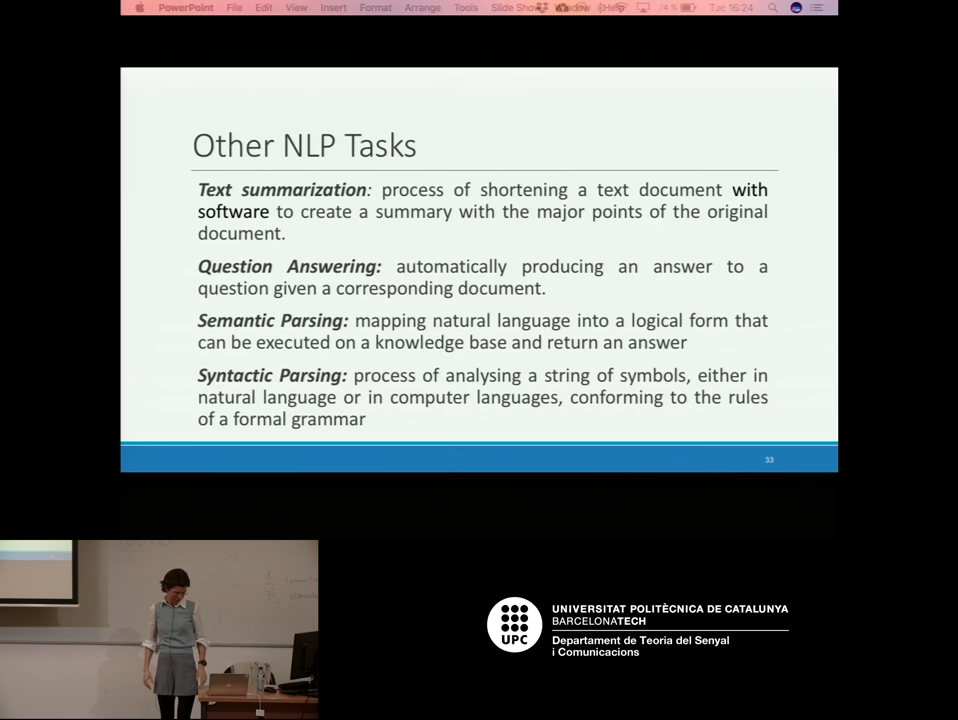 PowerPoint File Edit View Insert Format Arrange Tools Slide Show Window Help 74 % Tue 16:24
Other NLP Tasks
Text summarization: process of shortening a text document with
software to create a summary with the major points of the original
document.
Question Answering: automatically producing an answer to a
question given a corresponding document.
Semantic Parsing: mapping natural language into a logical form that
can be executed on a knowledge base and return an answer
Syntactic Parsing: process of analysing a string of symbols, either in
natural language or in computer languages, conforming to the rules
of a formal grammar
33
UPC
UNIVERSITAT POLITÈCNICA DE CATALUNYA
BARCELONATECH
Departament de Teoria del Senyal
i Comunicacions